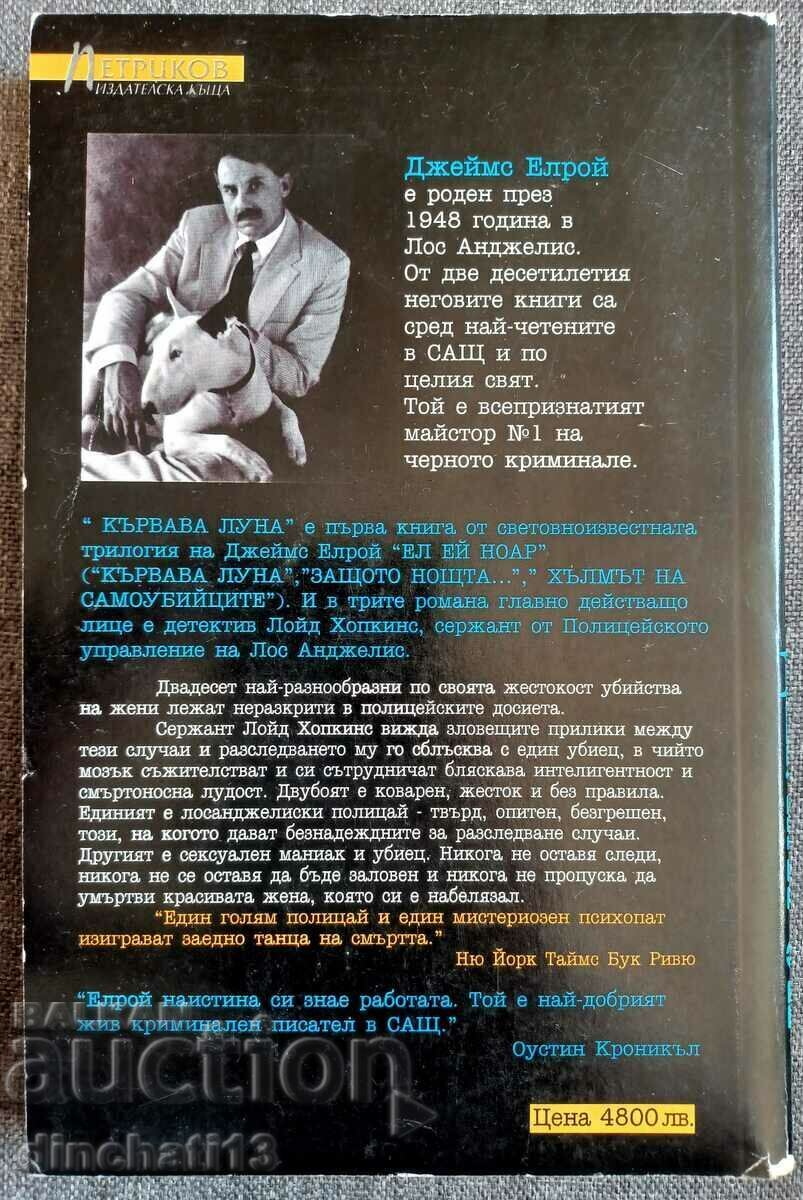 ПЕТРИКОВ
ИЗДАТЕЛСКА КЪЩА
Джеймс Елрой
е роден през
1948 година в
Лос Анджелис.
От две десетилетия
неговите книги са
сред най-четените
в САЩ и по
целия свят.
Той е всепризнатият
майстор №1 на
черното криминале.
“ КЪРВАВА ЛУНА” е първа книга от световноизвестната
трилогия на Джеймс Елрой “ЕЛ ЕЙ НОАР”
(“КЪРВАВА ЛУНА”,”ЗАЩОТО НОЩТА...”,” ХЪЛМЪТ НА
САМОУБИЙЦИТЕ”). И в трите романа главно действащо
лице е детектив Лойд Хопкинс, сержант от Полицейското
управление на Лос Анджелис.
Двадесет най-разнообразни по своята жестокост убийства
на жени лежат неразкрити в полицейските досиета.
Сержант Лойд Хопкинс вижда зловещите прилики между
тези случаи и разследването му го сблъсква с един убиец, в чийто
мозък съжителстват и си сътрудничат бляскава интелигентност и
смъртоносна лудост. Двубоят е коварен, жесток и без правила.
Единият е лосанджелиски полицай - твърд, опитен, безгрешен,
този, на когото дават безнадеждните за разследване случаи.
Другият е сексуален маниак и убиец. Никога не оставя следи,
никога не се оставя да бъде заловен и никога не пропуска да
умъртви красивата жена, която си е набелязал.
“Един голям полицай и един мистериозен психопат
изиграват заедно танца на смъртта.”
Ню Йорк Таймс Бук Ривю
“Елрой наистина си знае работата. Той е най-добрият
жив криминален писател в САЩ.”
Оустин Кроникъл
Цена 4800 лв.
auction
dinchati13